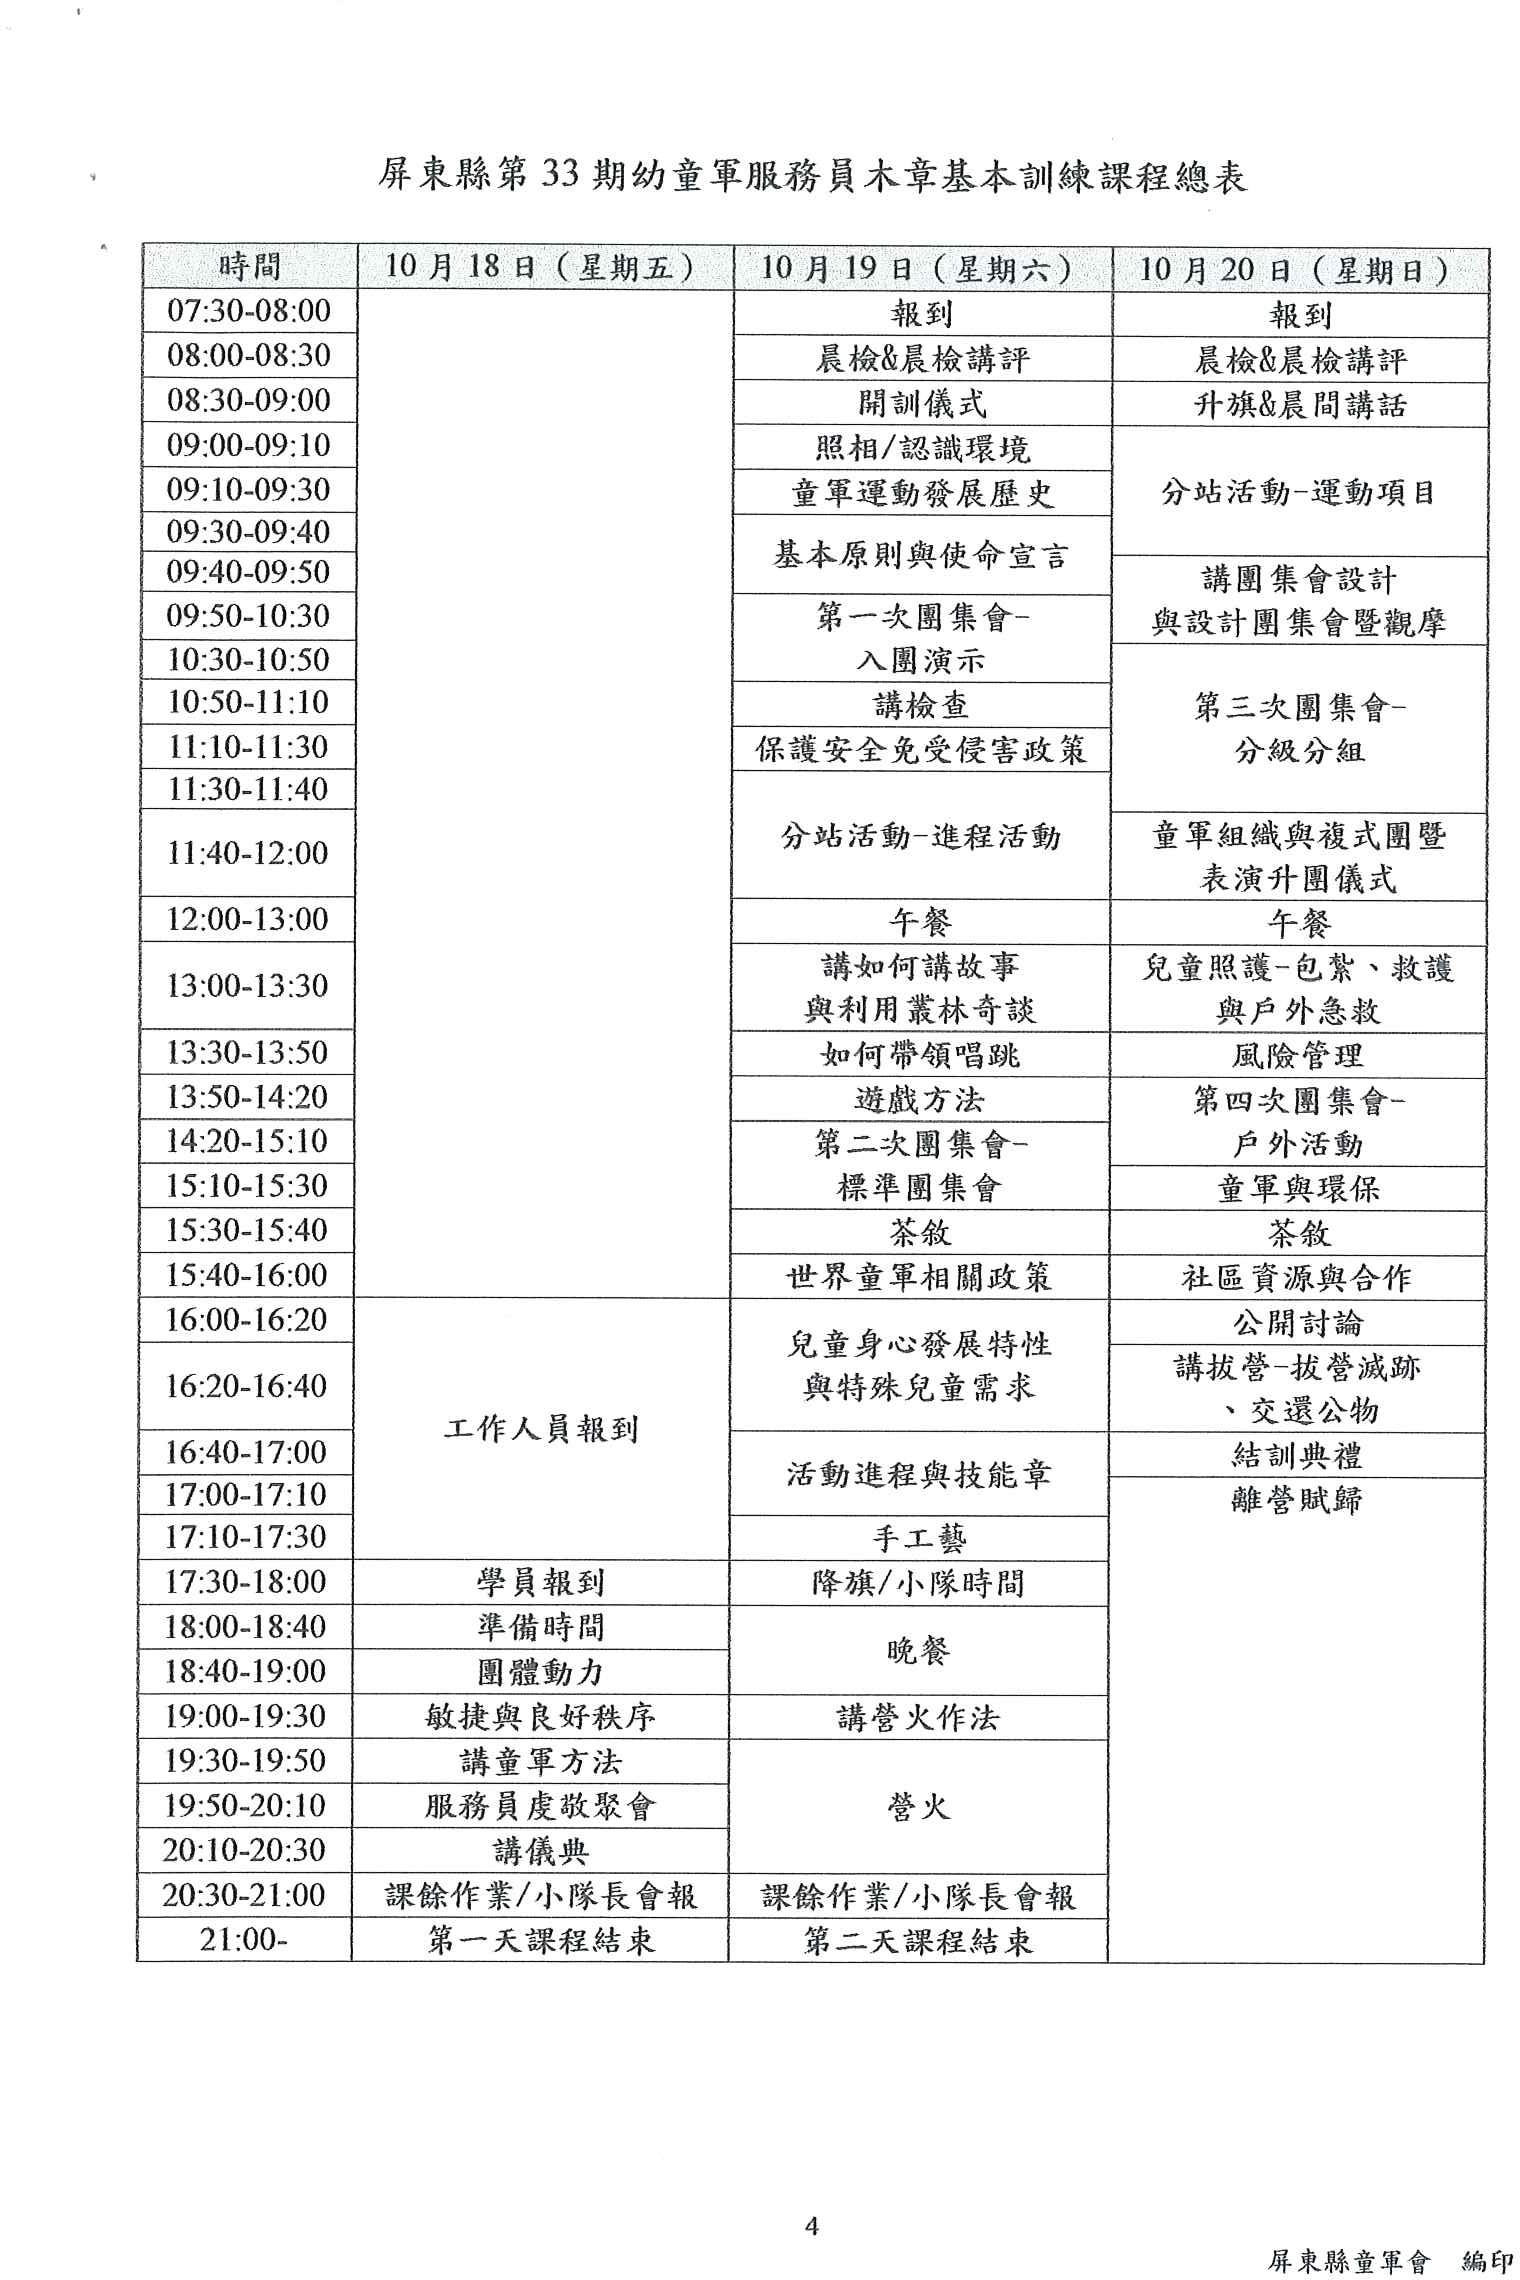 屏東縣第 33 期幼童軍服務員木章基本訓練課程總表
時間 10 月 18 日（星期五） 10 月 19 日（星期六） 10 月 20 日（星期日）
07:30-08:00 報到 報到
08:00-08:30 晨檢&晨檢講評 晨檢&晨檢講評
08:30-09:00 開訓儀式 升旗&晨間講話
09:00-09:10 照相/認識環境
09:10-09:30 童軍運動發展歷史 分站活動-運動項目
09:30-09:40
基本原則與使命宣言
09:40-09:50 講團集會設計
09:50-10:30 第一次團集會- 與設計團集會暨觀摩
10:30-10:50 入團演示
10:50-11:10 講檢查 第三次團集會-
11:10-11:30 保護安全免受侵害政策 分級分組
11:30-11:40
分站活動-進程活動 童軍組織與複式團暨
11:40-12:00
表演升團儀式
12:00-13:00 午餐 午餐
講如何講故事 兒童照護-包紮、救護
13:00-13:30
與利用叢林奇談 與戶外急救
13:30-13:50 如何帶領唱跳 風險管理
13:50-14:20 遊戲方法 第四次團集會-
14:20-15:10 第二次團集會- 戶外活動
15:10-15:30 標準團集會 童軍與環保
15:30-15:40 茶敘 茶敘
15:40-16:00 世界童軍相關政策 社區資源與合作
16:00-16:20 公開討論
兒童身心發展特性
講拔營-拔營滅跡
16:20-16:40 與特殊兒童需求
、交還公物
工作人員報到
16:40-17:00 結訓典禮
活動進程與技能章
17:00-17:10 離營賦歸
17:10-17:30 手工藝
17:30-18:00 學員報到 降旗/小隊時間
18:00-18:40 準備時間
晚餐
18:40-19:00 團體動力
19:00-19:30 敏捷與良好秩序 講營火作法
19:30-19:50 講童軍方法
19:50-20:10 服務員虔敬聚會 營火
20:10-20:30 講儀典
20:30-21:00 課餘作業/小隊長會報 課餘作業/小隊長會報
21:00- 第一天課程結束 第二天課程結束
4
屏東縣童軍會 編印